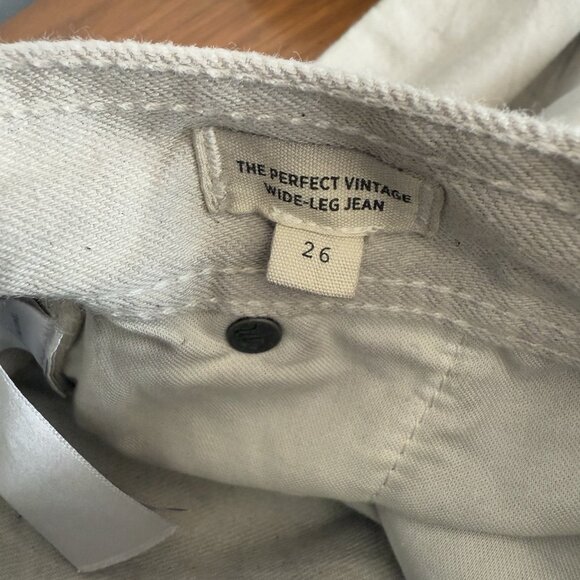 THE PERFECT VINTAGE
WIDE-LEG JEAN
26